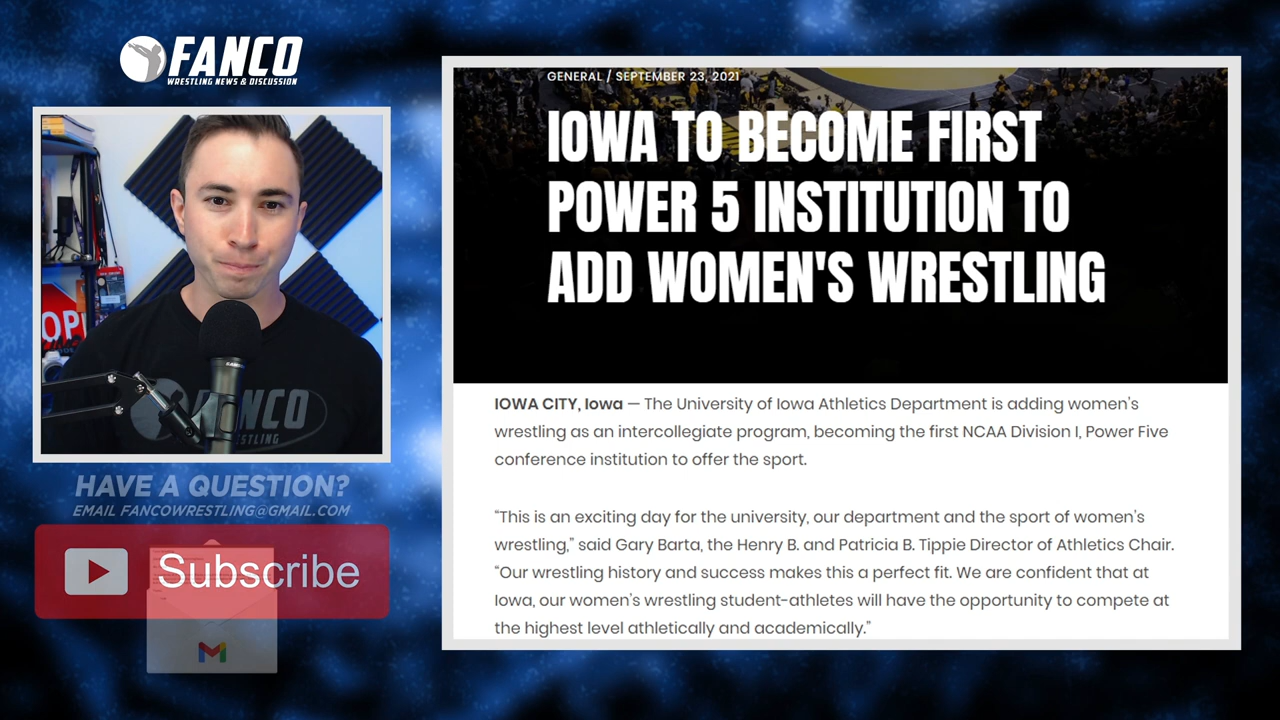 FANCO
WRESTLING NEWS & DISCUSSION
HAVE A QUESTION?
EMAIL FANCOWRESTLING@GMAIL.COM
Subscribe
GENERAL / SEPTEMBER 23, 2021
IOWA TO BECOME FIRST
POWER 5 INSTITUTION TO
ADD WOMEN'S WRESTLING
IOWA CITY, Iowa — The University of Iowa Athletics Department is adding women's
wrestling as an intercollegiate program, becoming the first NCAA Division I, Power Five
conference institution to offer the sport.
“This is an exciting day for the university, our department and the sport of women's
wrestling,” said Gary Barta, the Henry B. and Patricia B. Tippie Director of Athletics Chair.
“Our wrestling history and success makes this a perfect fit. We are confident that at
Iowa, our women's wrestling student-athletes will have the opportunity to compete at
the highest level athletically and academically.”